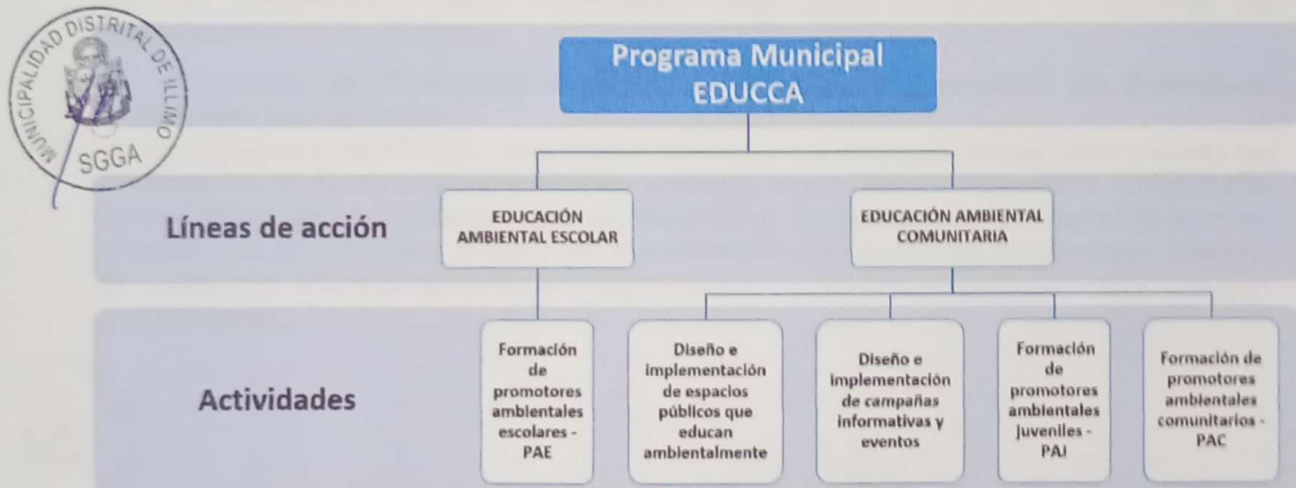 MUNICIPALIDAD DISTRITAL DE ILLIMO
SGGA
Programa Municipal
EDUCCA
Líneas de acción
EDUCACIÓN
AMBIENTAL ESCOLAR
EDUCACIÓN AMBIENTAL
COMUNITARIA
Actividades
Formación
de
promotores
ambientales
escolares -
PAE
Diseño e
implementación
de espacios
públicos que
educan
ambientalmente
Diseño e
implementación
de campañas
informativas y
eventos
Formación
de
promotores
ambientales
juveniles -
PAJ
Formación de
promotores
ambientales
comunitarios -
PAC